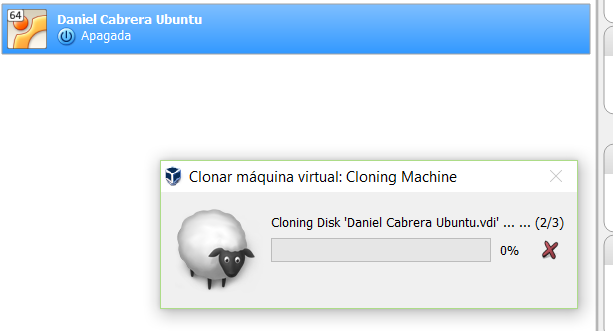 64
Daniel Cabrera Ubuntu
Apagada
Clonar máquina virtual: Cloning Machine
Cloning Disk 'Daniel Cabrera Ubuntu.vdi' ... ... (2/3)
0%